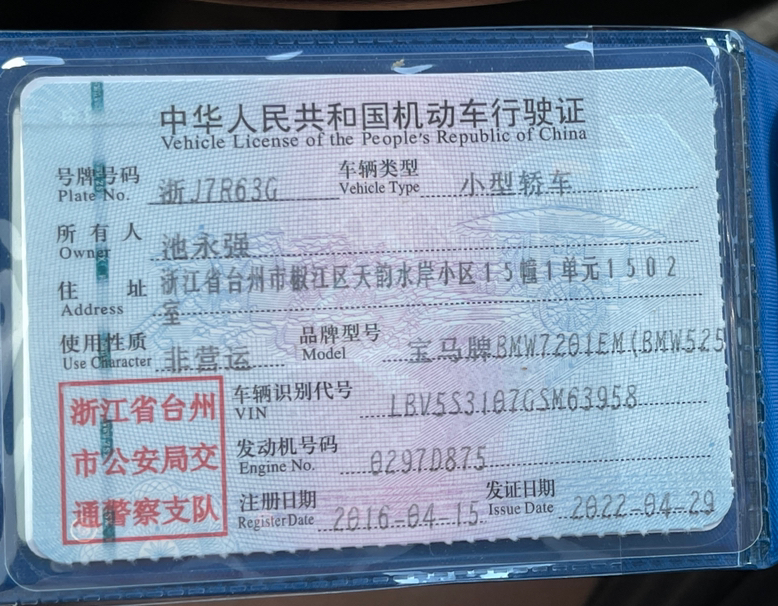 中华人民共和国机动车行驶证
Vehicle License of the People's Republic of China
号牌号码 浙J7R63G 车辆类型 小型轿车
Plate No. Vehicle Type
所有人 池永强
Owner
住址 浙江省台州市椒江区天韵水岸小区15幢1单元1502
Address 室
使用性质 非营运 品牌型号 宝马牌BMW7201EM(BMW525
Use Character Model
浙江省台州
市公安局交
通警察支队
车辆识别代号 LBV5S3107GSM63958
VIN
发动机号码 0297D875
Engine No.
注册日期 2016-04-15 发证日期 2022-04-29
Register Date Issue Date